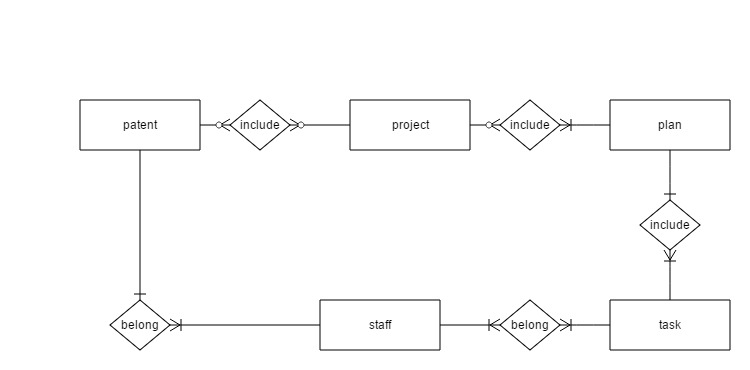 patent
include
project
include
plan
include
belong
staff
belong
task